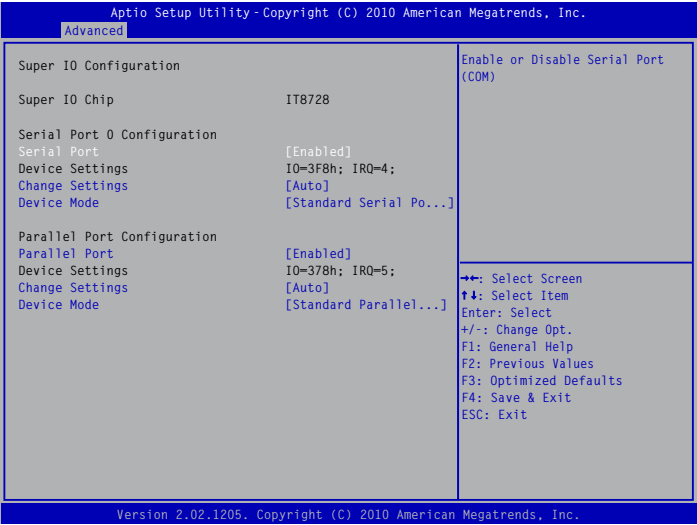 Aptio Setup Utility - Copyright (C) 2010 American Megatrends, Inc.
Advanced
Super IO Configuration
Super IO Chip IT8728
Serial Port 0 Configuration
Serial Port [Enabled]
Device Settings IO=3F8h; IRQ=4;
Change Settings [Auto]
Device Mode [Standard Serial Po...]
Parallel Port Configuration
Parallel Port [Enabled]
Device Settings IO=378h; IRQ=5;
Change Settings [Auto]
Device Mode [Standard Parallel...]
Enable or Disable Serial Port
(COM)
→←: Select Screen
↑↓: Select Item
Enter: Select
+/-: Change Opt.
F1: General Help
F2: Previous Values
F3: Optimized Defaults
F4: Save & Exit
ESC: Exit
Version 2.02.1205. Copyright (C) 2010 American Megatrends, Inc.